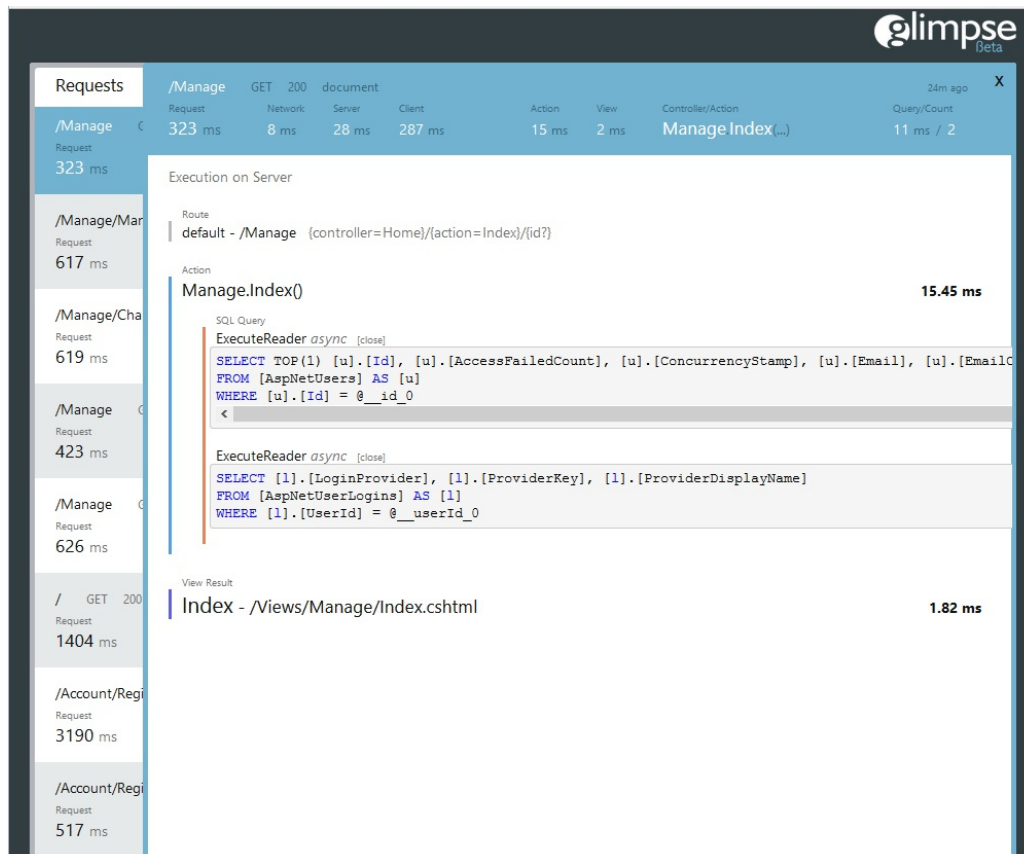 glimpse
Beta
Requests
/Manage
Request
323 ms
/Manage/Mar
Request
617 ms
/Manage/Cha
Request
619 ms
/Manage
Request
423 ms
/Manage
Request
626 ms
/ GET 200
Request
1404 ms
/Account/Regi
Request
3190 ms
/Account/Regi
Request
517 ms
/Manage GET 200 document 24m ago X
Request Network Server Client Action View Controller/Action Query/Count
323 ms 8 ms 28 ms 287 ms 15 ms 2 ms Manage Index(...) 11 ms / 2
Execution on Server
Route
default - /Manage {controller=Home}/{action=Index}/{id?}
Action
Manage.Index() 15.45 ms
SQL Query
ExecuteReader async [close]
SELECT TOP(1) [u].[Id], [u].[AccessFailedCount], [u].[ConcurrencyStamp], [u].[Email], [u].[EmailC
FROM [AspNetUsers] AS [u]
WHERE [u].[Id] = @__id_0
ExecuteReader async [close]
SELECT [l].[LoginProvider], [l].[ProviderKey], [l].[ProviderDisplayName]
FROM [AspNetUserLogins] AS [l]
WHERE [l].[UserId] = @__userId_0
View Result
Index - /Views/Manage/Index.cshtml 1.82 ms